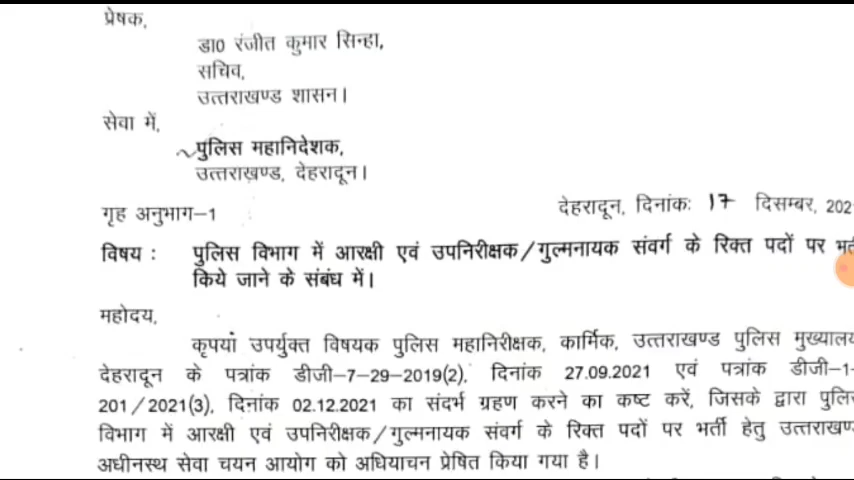 प्रेषक,
डा0 रंजीत कुमार सिन्हा,
सचिव,
उत्तराखण्ड शासन।
सेवा में,
पुलिस महानिदेशक,
उत्तराखण्ड, देहरादून।
गृह अनुभाग-1
देहरादून, दिनांकः 17 दिसम्बर, 202
विषय : पुलिस विभाग में आरक्षी एवं उपनिरीक्षक/गुल्मनायक संवर्ग के रिक्त पदों पर
किये जाने के संबंध में।
महोदय,
कृपयां उपर्युक्त विषयक पुलिस महानिरीक्षक, कार्मिक, उत्तराखण्ड पुलिस
देहरादून के पत्रांक डीजी-7-29-2019(2), दिनांक 27.09.2021 एवं पत्रांक डीजी-1-
201/2021(3), दिनांक 02.12.2021 का संदर्भ ग्रहण करने का कष्ट करें, जिसके द्वारा
विभाग में आरक्षी एवं उपनिरीक्षक/गुल्मनायक संवर्ग के रिक्त पदों पर भर्ती हेतु
अधीनस्थ सेवा चयन आयोग को अधियाचन प्रेषित किया गया है।